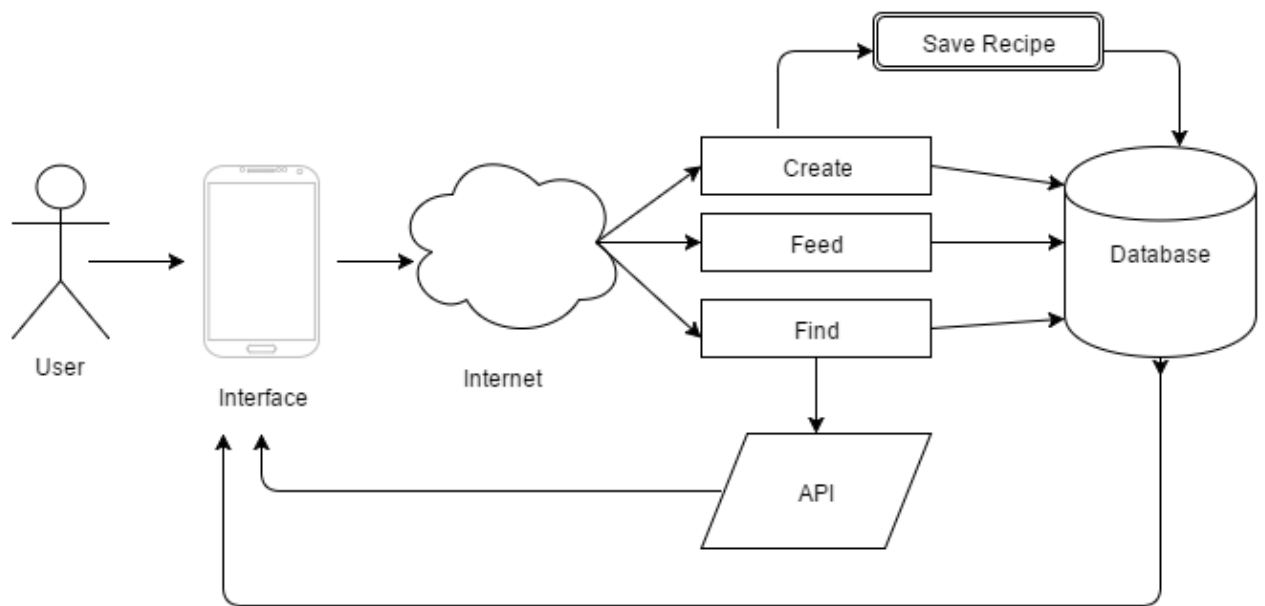 Save Recipe
Create
Feed
Database
Find
User
Internet
Interface
API